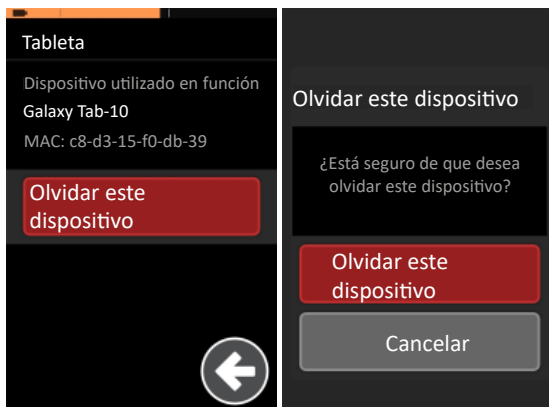 Tableta
Dispositivo utilizado en función
Galaxy Tab-10
MAC: c8-d3-15-f0-db-39
Olvidar este
dispositivo
Olvidar este dispositivo
¿Está seguro de que desea
olvidar este dispositivo?
Olvidar este
dispositivo
Cancelar